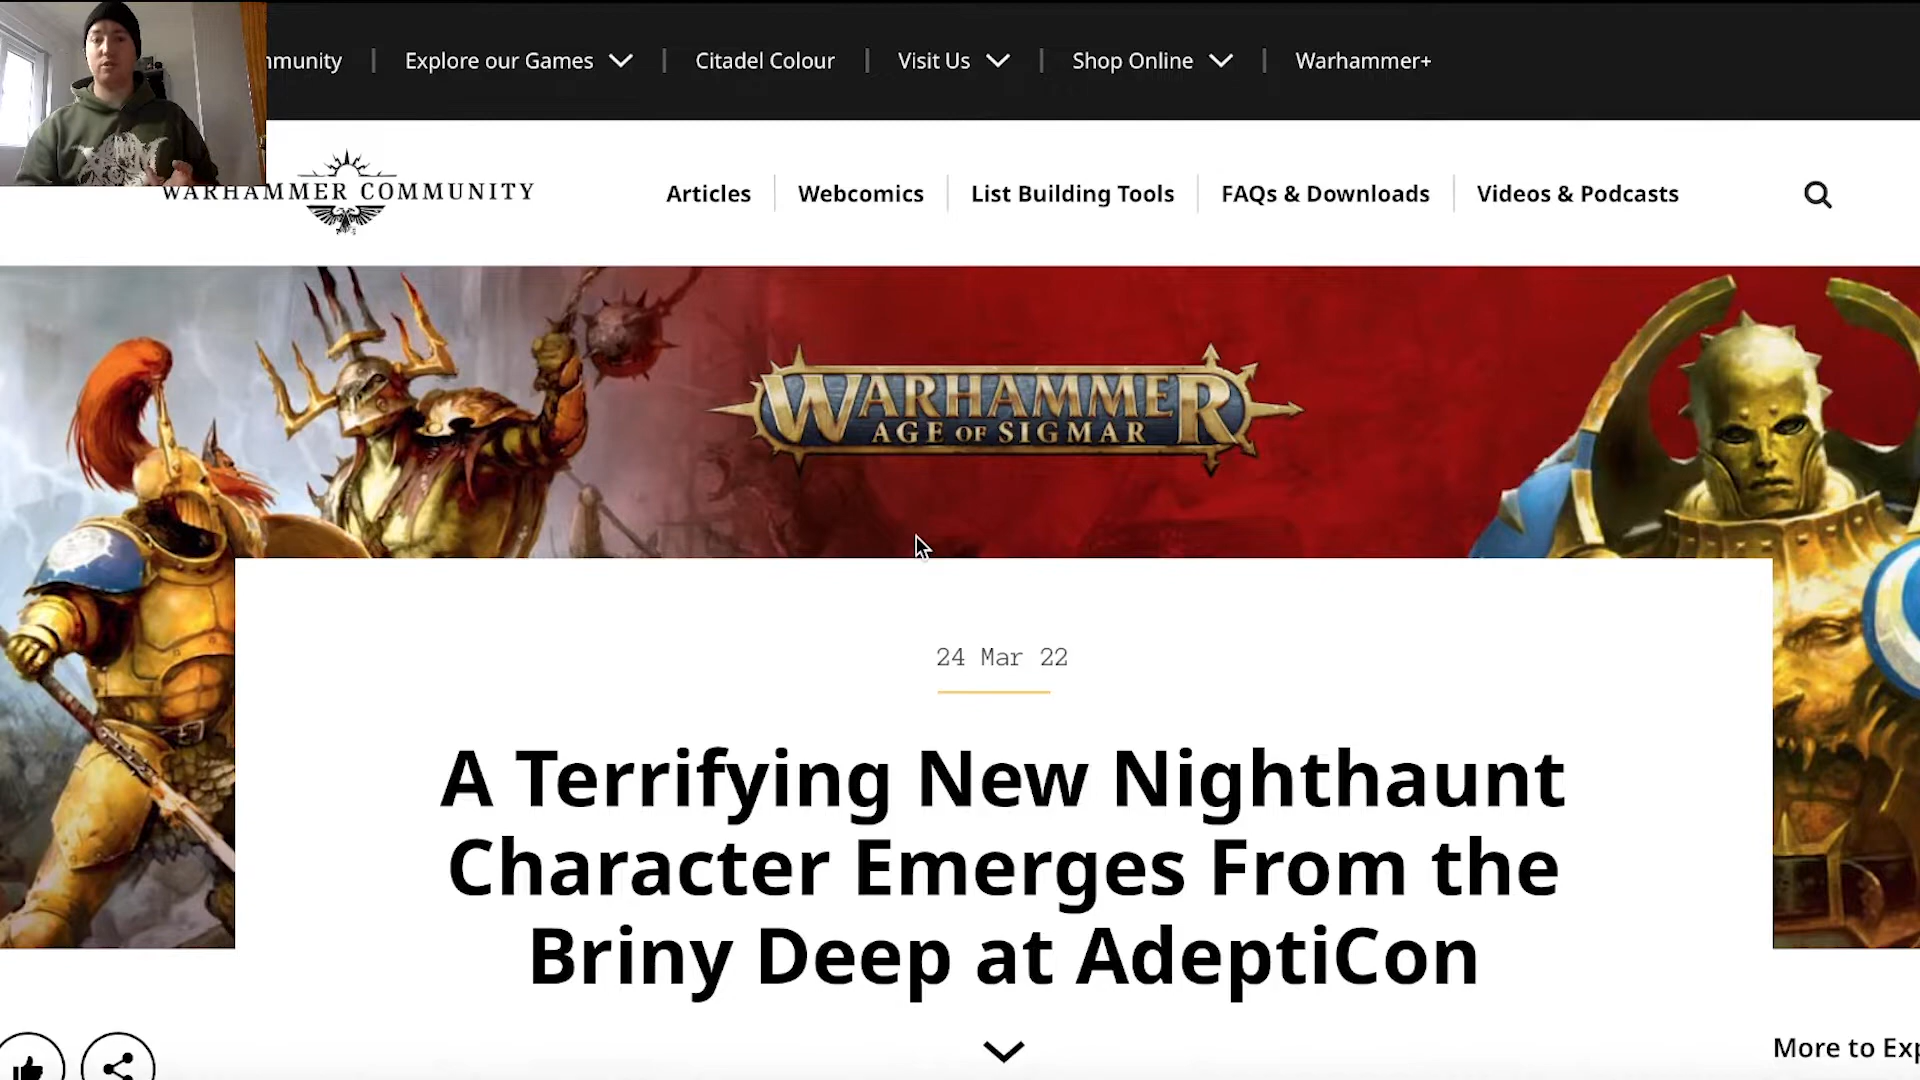 mmunity
Explore our Games
Citadel Colour
Visit Us
Shop Online
Warhammer+
WARHAMMER COMMUNITY
Articles
Webcomics
List Building Tools
FAQs & Downloads
Videos & Podcasts
WARHAMMER
AGE OF SIGMAR
24 Mar 22
A Terrifying New Nighthaunt
Character Emerges From the
Briny Deep at AdeptiCon
More to Exp